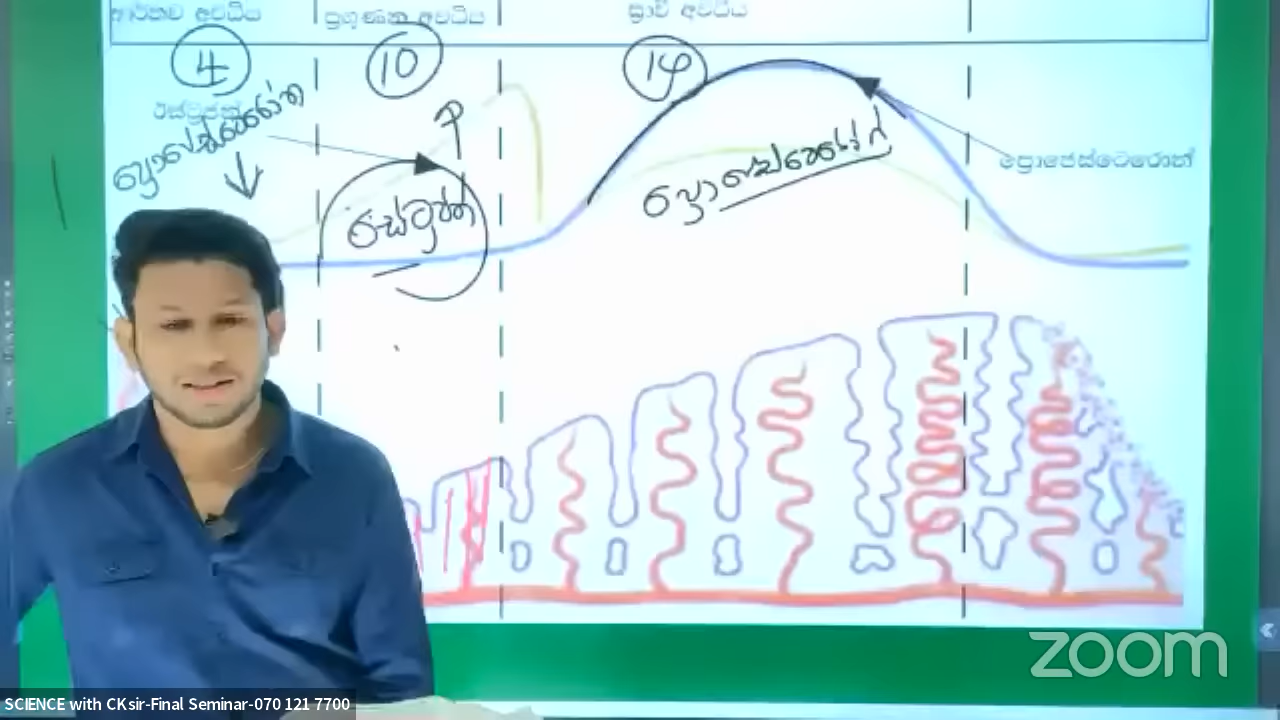 ආර්තව අවධිය
ප්‍රගුණන අවධිය
ස්‍රාවී අවධිය
4
10
14
ඊස්ට්‍රජන්
ප්‍රොජෙස්ටෙරොන්
ඊස්ට්‍රජන්
ප්‍රොජෙස්ටෙරෝන්
ප්‍රොජෙස්ටෙරොන්
zoom
SCIENCE with CKsir-Final Seminar-070 121 7700